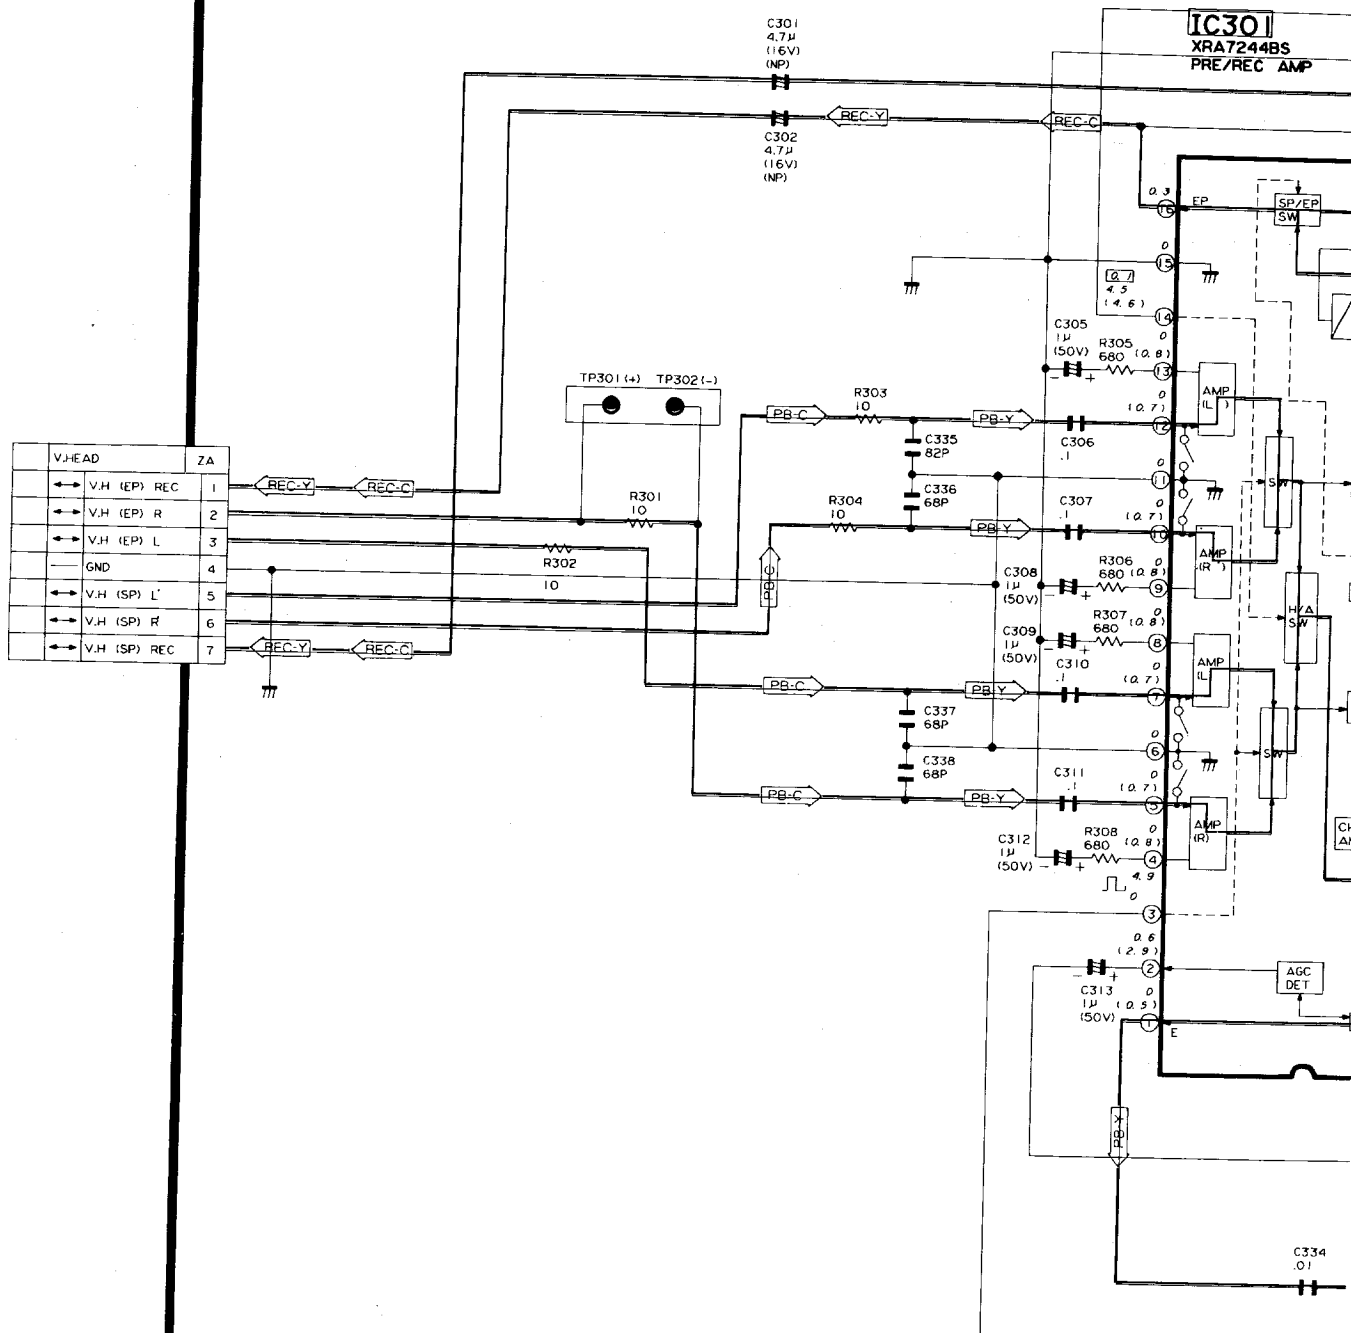 IC301
XRA7244BS
PRE/REC AMP
C301
4.7μ
(16V)
(NP)
REC-Y
REC-C
C302
4.7μ
(16V)
(NP)
0.3
16
EP
SP/EP
SW
0
15
0.1
4.5
(4.6)
14
C305
1μ
(50V)
- +
R305
680
0
(0.8)
13
AMP
(L')
TP301(+)
TP302(-)
R303
10
PB-C
PB-Y
C306
.1
0
(0.7)
12
C335
82P
V.HEAD
ZA
V.H (EP) REC
1
REC-Y
REC-C
V.H (EP) R
2
V.H (EP) L
3
GND
4
V.H (SP) L'
5
V.H (SP) R'
6
V.H (SP) REC
7
REC-Y
REC-C
R301
10
R302
10
R304
10
PB-C
C336
68P
PB-Y
C307
.1
0
11
SW
0
(0.7)
10
AMP
(R')
C308
1μ
(50V)
- +
R306
680
0
(0.8)
9
H/A
SW
C309
1μ
(50V)
- +
R307
680
0
(0.8)
8
AMP
(L)
PB-C
PB-Y
C310
.1
0
(0.7)
7
C337
68P
0
6
SW
C338
68P
PB-C
PB-Y
C311
.1
0
(0.7)
5
AMP
(R)
C312
1μ
(50V)
- +
R308
680
0
(0.8)
4
4.9
0
3
0.6
(2.9)
2
C313
1μ
(50V)
- +
AGC
DET
0
(0.5)
1
E
PB-Y
C334
.01